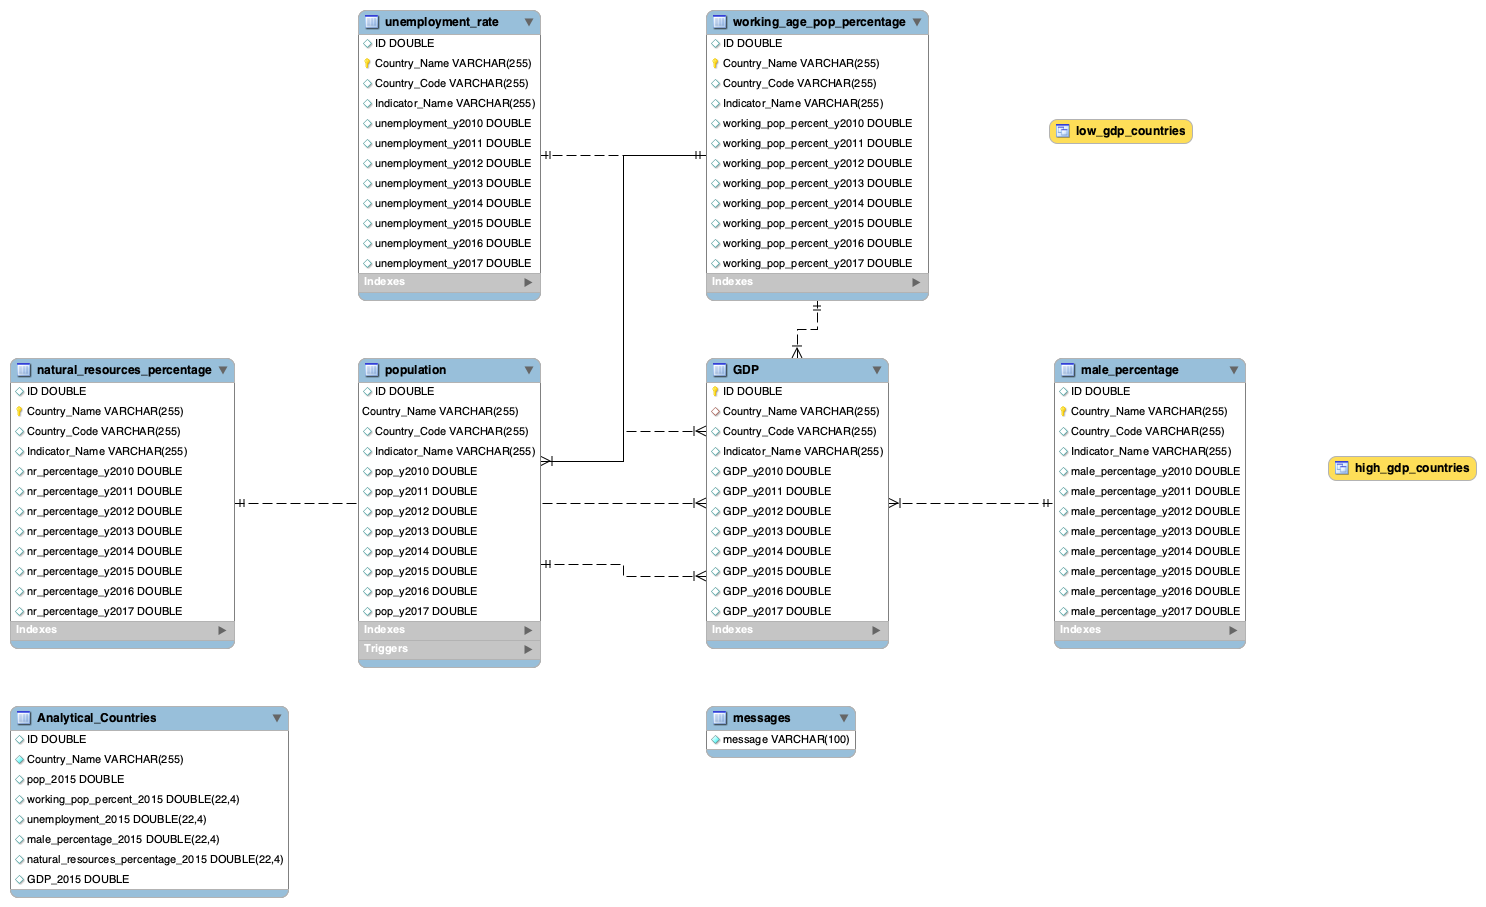 unemployment_rate
ID DOUBLE
Country_Name VARCHAR(255)
Country_Code VARCHAR(255)
Indicator_Name VARCHAR(255)
unemployment_y2010 DOUBLE
unemployment_y2011 DOUBLE
unemployment_y2012 DOUBLE
unemployment_y2013 DOUBLE
unemployment_y2014 DOUBLE
unemployment_y2015 DOUBLE
unemployment_y2016 DOUBLE
unemployment_y2017 DOUBLE
Indexes
working_age_pop_percentage
ID DOUBLE
Country_Name VARCHAR(255)
Country_Code VARCHAR(255)
Indicator_Name VARCHAR(255)
working_pop_percent_y2010 DOUBLE
working_pop_percent_y2011 DOUBLE
working_pop_percent_y2012 DOUBLE
working_pop_percent_y2013 DOUBLE
working_pop_percent_y2014 DOUBLE
working_pop_percent_y2015 DOUBLE
working_pop_percent_y2016 DOUBLE
working_pop_percent_y2017 DOUBLE
Indexes
low_gdp_countries
natural_resources_percentage
ID DOUBLE
Country_Name VARCHAR(255)
Country_Code VARCHAR(255)
Indicator_Name VARCHAR(255)
nr_percentage_y2010 DOUBLE
nr_percentage_y2011 DOUBLE
nr_percentage_y2012 DOUBLE
nr_percentage_y2013 DOUBLE
nr_percentage_y2014 DOUBLE
nr_percentage_y2015 DOUBLE
nr_percentage_y2016 DOUBLE
nr_percentage_y2017 DOUBLE
Indexes
population
ID DOUBLE
Country_Name VARCHAR(255)
Country_Code VARCHAR(255)
Indicator_Name VARCHAR(255)
pop_y2010 DOUBLE
pop_y2011 DOUBLE
pop_y2012 DOUBLE
pop_y2013 DOUBLE
pop_y2014 DOUBLE
pop_y2015 DOUBLE
pop_y2016 DOUBLE
pop_y2017 DOUBLE
Indexes
Triggers
GDP
ID DOUBLE
Country_Name VARCHAR(255)
Country_Code VARCHAR(255)
Indicator_Name VARCHAR(255)
GDP_y2010 DOUBLE
GDP_y2011 DOUBLE
GDP_y2012 DOUBLE
GDP_y2013 DOUBLE
GDP_y2014 DOUBLE
GDP_y2015 DOUBLE
GDP_y2016 DOUBLE
GDP_y2017 DOUBLE
Indexes
male_percentage
ID DOUBLE
Country_Name VARCHAR(255)
Country_Code VARCHAR(255)
Indicator_Name VARCHAR(255)
male_percentage_y2010 DOUBLE
male_percentage_y2011 DOUBLE
male_percentage_y2012 DOUBLE
male_percentage_y2013 DOUBLE
male_percentage_y2014 DOUBLE
male_percentage_y2015 DOUBLE
male_percentage_y2016 DOUBLE
male_percentage_y2017 DOUBLE
Indexes
high_gdp_countries
Analytical_Countries
ID DOUBLE
Country_Name VARCHAR(255)
pop_2015 DOUBLE
working_pop_percent_2015 DOUBLE(22,4)
unemployment_2015 DOUBLE(22,4)
male_percentage_2015 DOUBLE(22,4)
natural_resources_percentage_2015 DOUBLE(22,4)
GDP_2015 DOUBLE
messages
message VARCHAR(100)